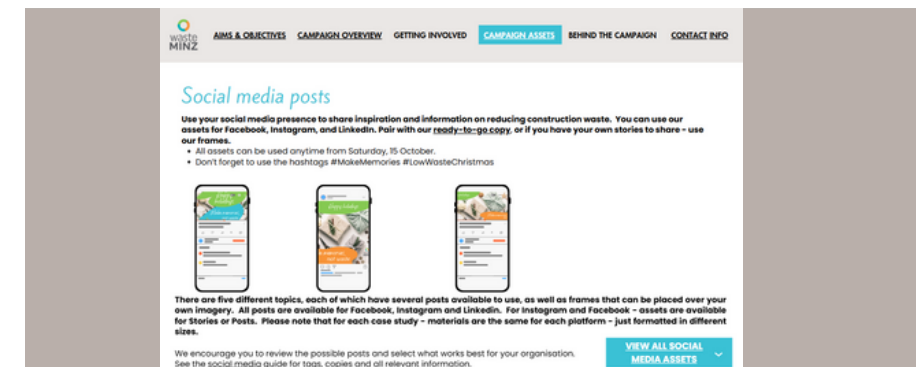 waste
MINZ
AIMS & OBJECTIVES CAMPAIGN OVERVIEW GETTING INVOLVED CAMPAIGN ASSETS BEHIND THE CAMPAIGN CONTACT INFO
Social media posts
Use your social media presence to share inspiration and information on reducing construction waste. You can use our
assets for Facebook, Instagram, and LinkedIn. Pair with our ready-to-go copy, or if you have your own stories to share - use
our frames.
• All assets can be used anytime from Saturday, 15 October.
• Don't forget to use the hashtags #MakeMemories #LowWasteChristmas
There are five different topics, each of which have several posts available to use, as well as frames that can be placed over your
own imagery. All posts are available for Facebook, Instagram and Linkedin. For Instagram and Facebook - assets are available
for Stories or Posts. Please note that for each case study - materials are the same for each platform - just formatted in different
sizes.
We encourage you to review the possible posts and select what works best for your organisation.
See the social media guide for tags, copies and all relevant information.
VIEW ALL SOCIAL
MEDIA ASSETS